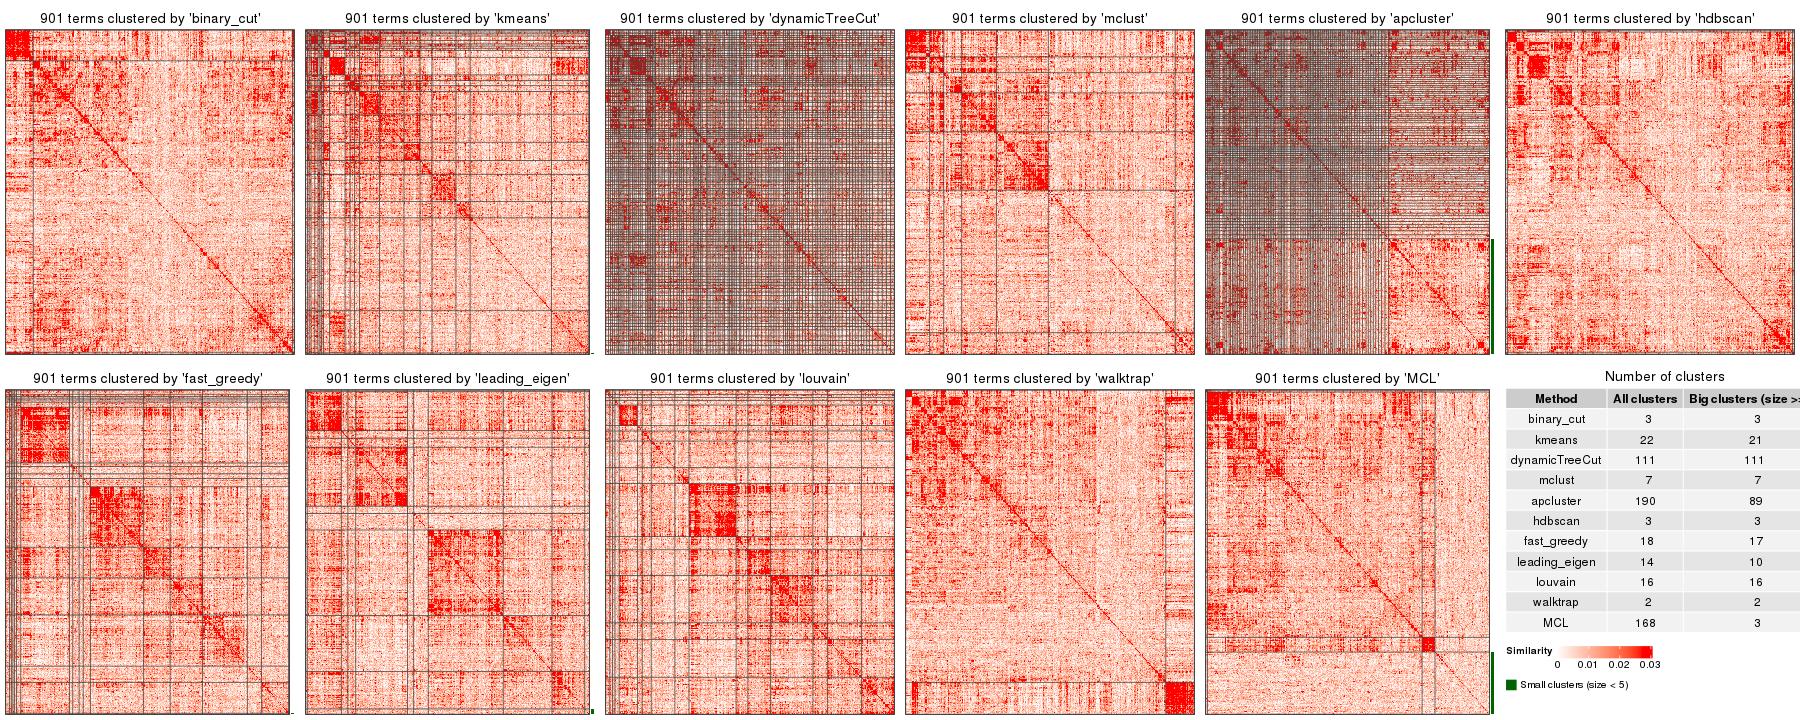 901 terms clustered by 'binary_cut'
901 terms clustered by 'kmeans'
901 terms clustered by 'dynamicTreeCut'
901 terms clustered by 'mclust'
901 terms clustered by 'apcluster'
901 terms clustered by 'hdbscan'
901 terms clustered by 'fast_greedy'
901 terms clustered by 'leading_eigen'
901 terms clustered by 'louvain'
901 terms clustered by 'walktrap'
901 terms clustered by 'MCL'
Number of clusters
Method All clusters Big clusters (size >=
binary_cut 3 3
kmeans 22 21
dynamicTreeCut 111 111
mclust 7 7
apcluster 190 89
hdbscan 3 3
fast_greedy 18 17
leading_eigen 14 10
louvain 16 16
walktrap 2 2
MCL 168 3
Similarity
0 0.01 0.02 0.03
Small clusters (size < 5)